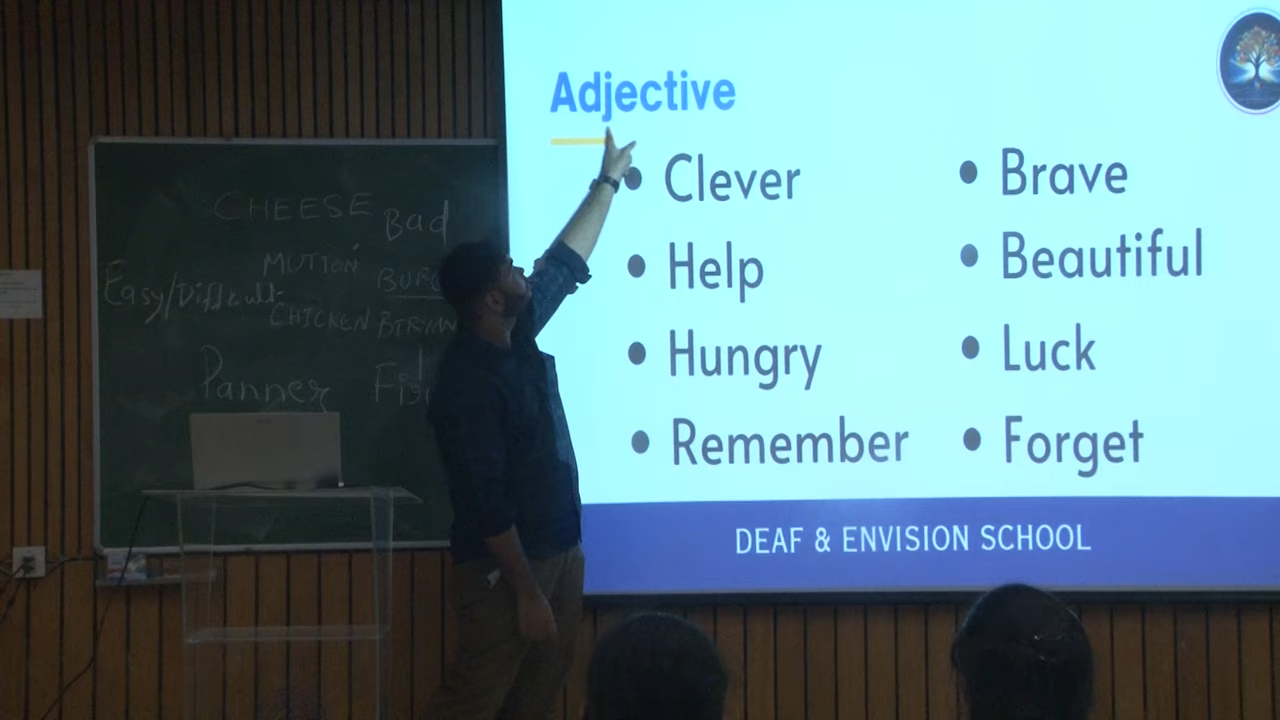 Adjective
Clever
Help
Hungry
Remember
Brave
Beautiful
Luck
Forget
DEAF & ENVISION SCHOOL
CHEESE
Bad
MUTTON
Easy/Difficult
CHICKEN
Panner